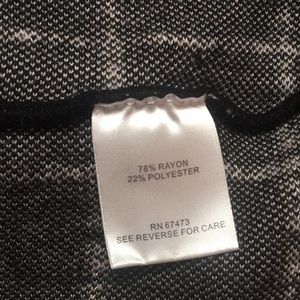 78% RAYON
22% POLYESTER
RN 67473
SEE REVERSE FOR CARE